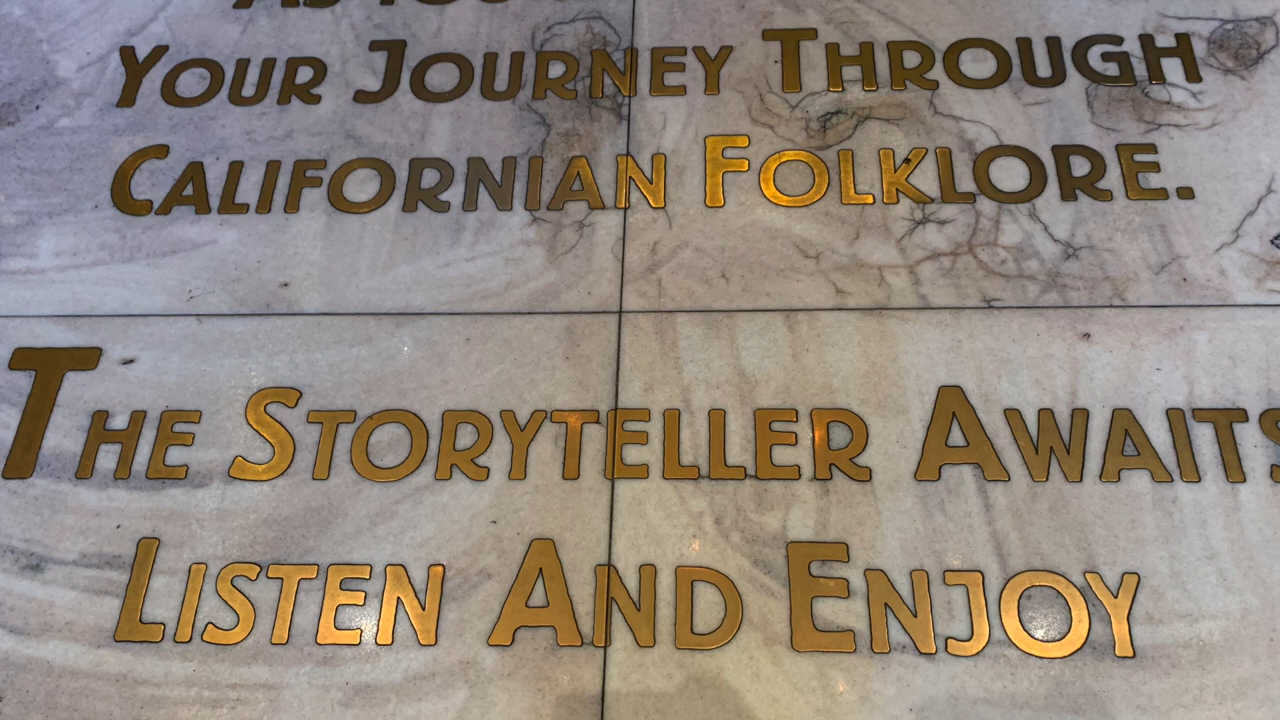 Your Journey Through
Californian Folklore.
The Storyteller Awaits
Listen And Enjoy